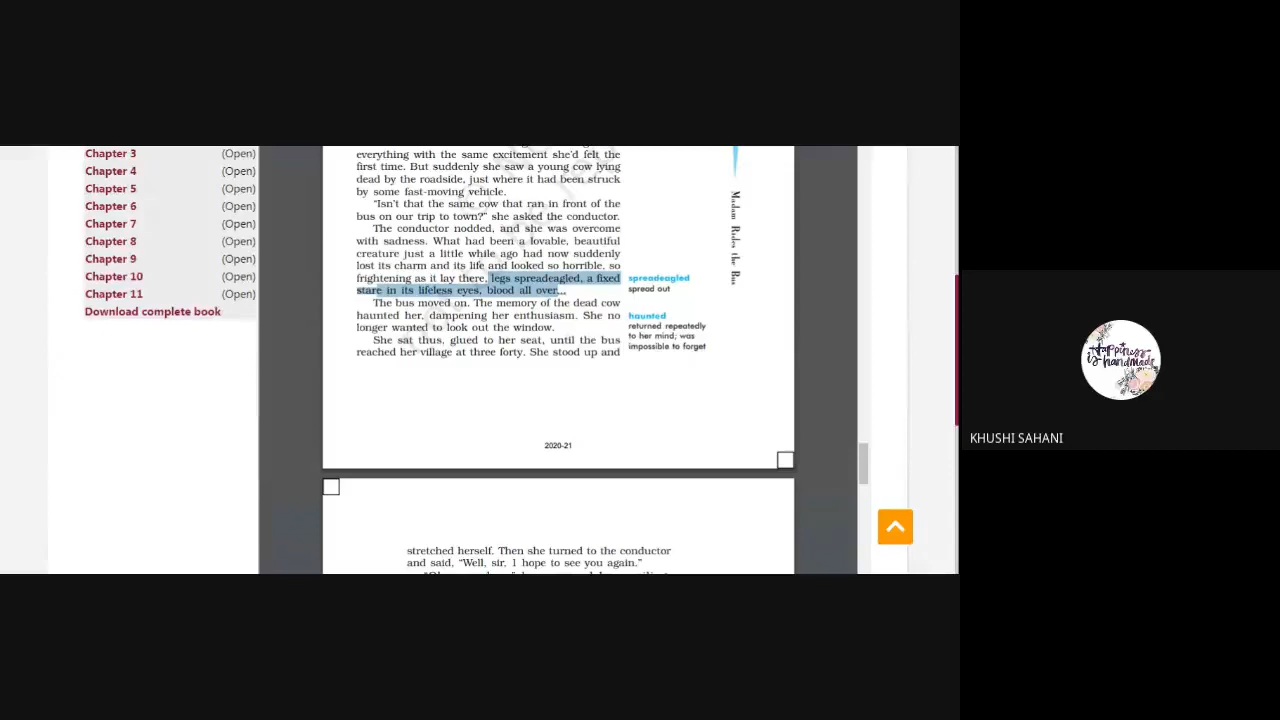 Chapter 3 (Open)
Chapter 4 (Open)
Chapter 5 (Open)
Chapter 6 (Open)
Chapter 7 (Open)
Chapter 8 (Open)
Chapter 9 (Open)
Chapter 10 (Open)
Chapter 11 (Open)
Download complete book
everything with the same excitement she'd felt the
first time. But suddenly she saw a young cow lying
dead by the roadside, just where it had been struck
by some fast-moving vehicle.
“Isn't that the same cow that ran in front of the
bus on our trip to town?” she asked the conductor.
The conductor nodded, and she was overcome
with sadness. What had been a lovable, beautiful
creature just a little while ago had now suddenly
lost its charm and its life and looked so horrible, so
frightening as it lay there, legs spreadeagled, a fixed
stare in its lifeless eyes, blood all over...
The bus moved on. The memory of the dead cow
haunted her, dampening her enthusiasm. She no
longer wanted to look out the window.
She sat thus, glued to her seat, until the bus
reached her village at three forty. She stood up and
spreadeagled
spread out
haunted
returned repeatedly
to her mind; was
impossible to forget
Madam Rides the Bus
2020-21
stretched herself. Then she turned to the conductor
and said, “Well, sir, I hope to see you again.”
happiness
is handmade
KHUSHI SAHANI